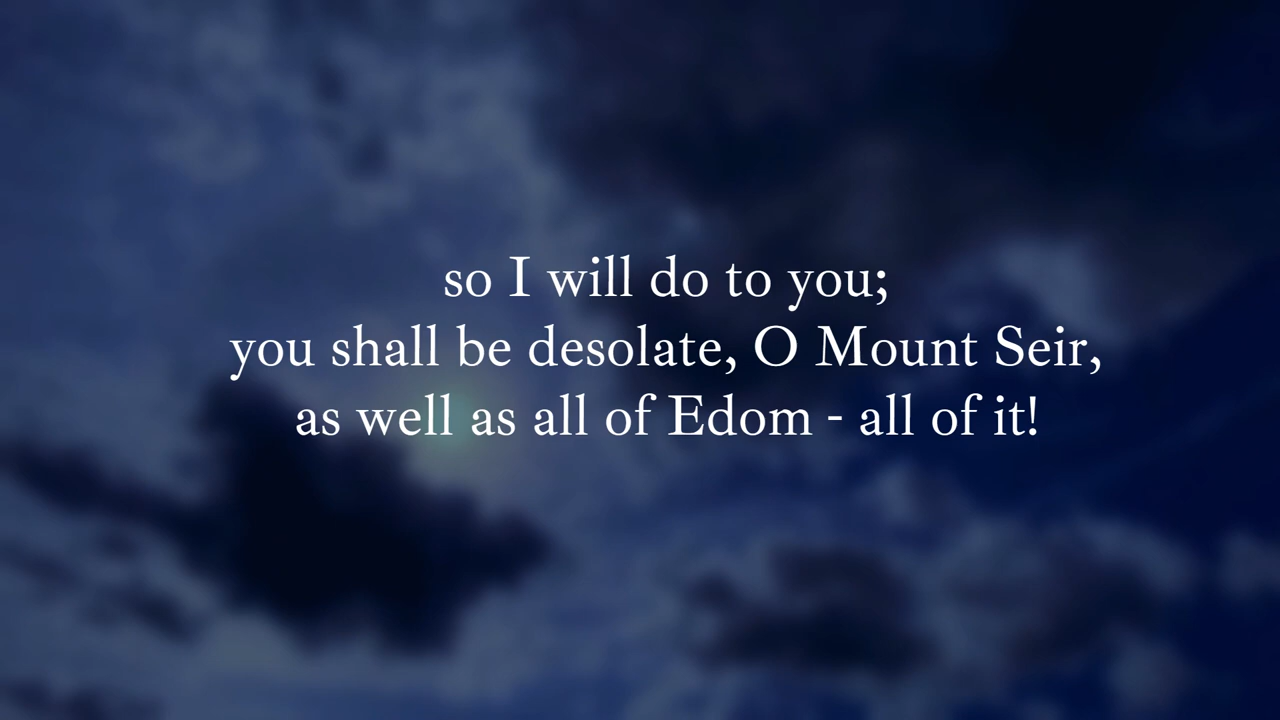 so I will do to you;
you shall be desolate, O Mount Seir,
as well as all of Edom - all of it!